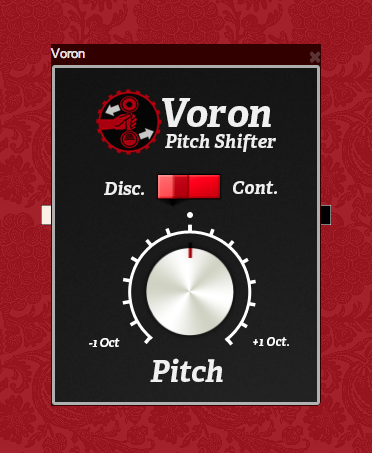 Voron
Voron
Pitch Shifter
Disc.
Cont.
-1 Oct
+1 Oct.
Pitch